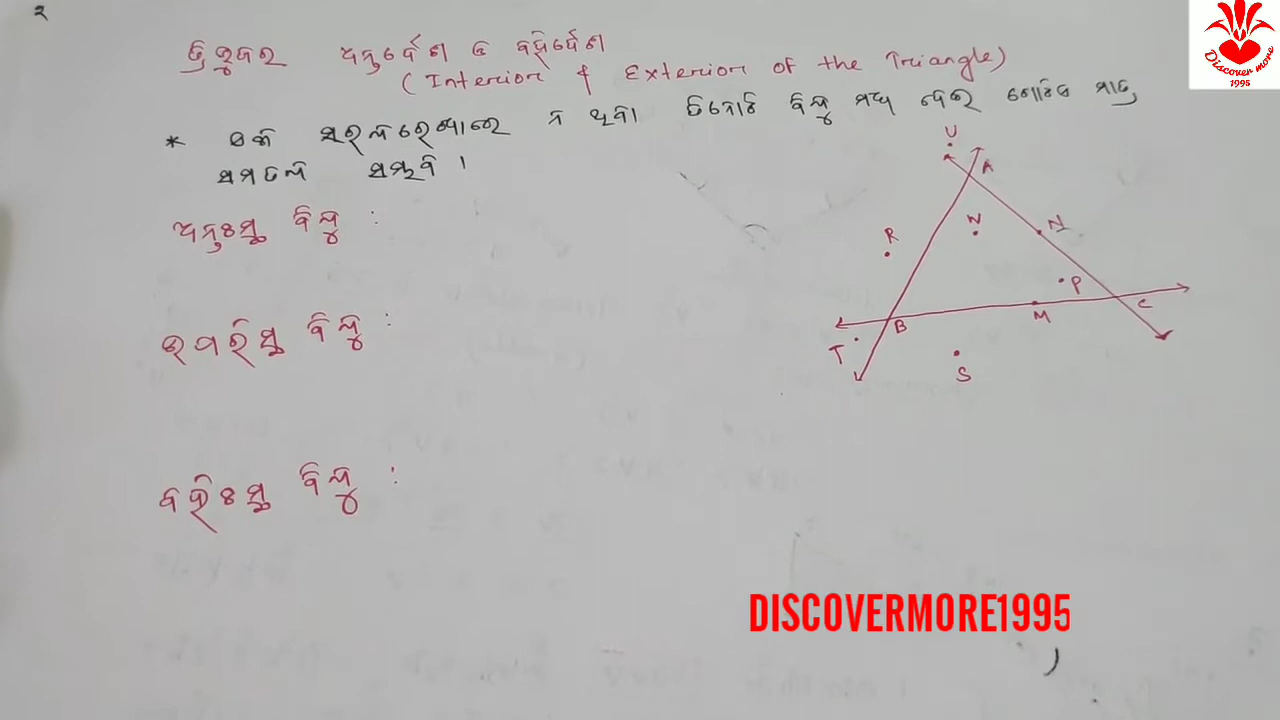 ୧
ତ୍ରିଭୁଜର ଅନ୍ତର୍ଦେଶ ଓ ବହିର୍ଦେଶ
(Interior & Exterior of the Triangle)
* ଏକ ସରଳରେଖାରେ ନ ଥିବା ତିନୋଟି ବିନ୍ଦୁ ମଧ୍ୟ ଦେଇ ଗୋଟିଏ ମାତ୍ର
ସମତଳ ସମ୍ଭବ ।
ଅନ୍ତଃସ୍ଥ ବିନ୍ଦୁ :
ଉପରିସ୍ଥ ବିନ୍ଦୁ :
ବହିଃସ୍ଥ ବିନ୍ଦୁ :
U
A
R
N
P
B
M
C
T
S
Discover more
1995
DISCOVERMORE1995